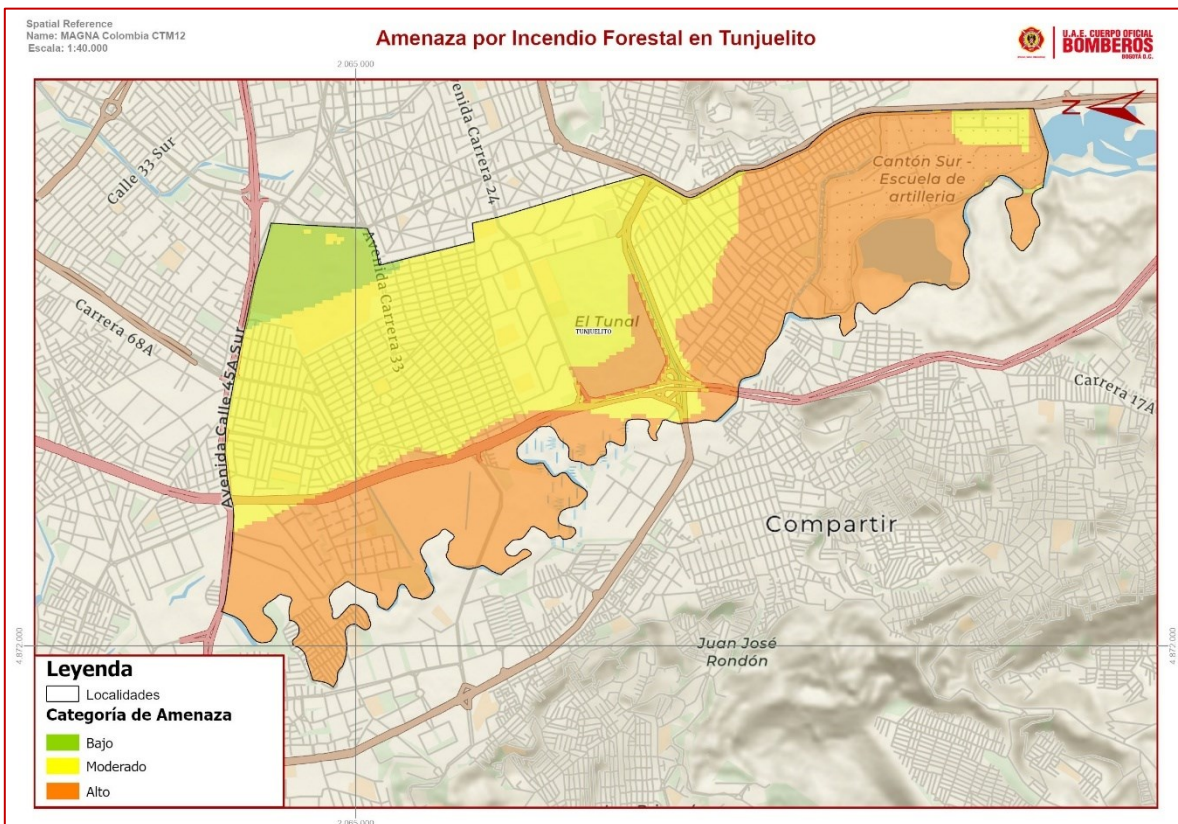 Spatial Reference
Name: MAGNA Colombia CTM12
Escala: 1:40.000
Amenaza por Incendio Forestal en Tunjuelito
U.A.E. CUERPO OFICIAL
BOMBEROS
BOGOTÁ D.C.
2.065.000
N
Avenida Carrera 24
Calle 33 Sur
Cantón Sur -
Escuela de
artilleria
Avenida Carrera 33
Carrera 68A
El Tunal
TUNJUELITO
Avenida Calle 45A Sur
Carrera 17A
Compartir
Juan José
Rondón
4.872.000
4.872.000
Leyenda
Localidades
Categoría de Amenaza
Bajo
Moderado
Alto
2.065.000